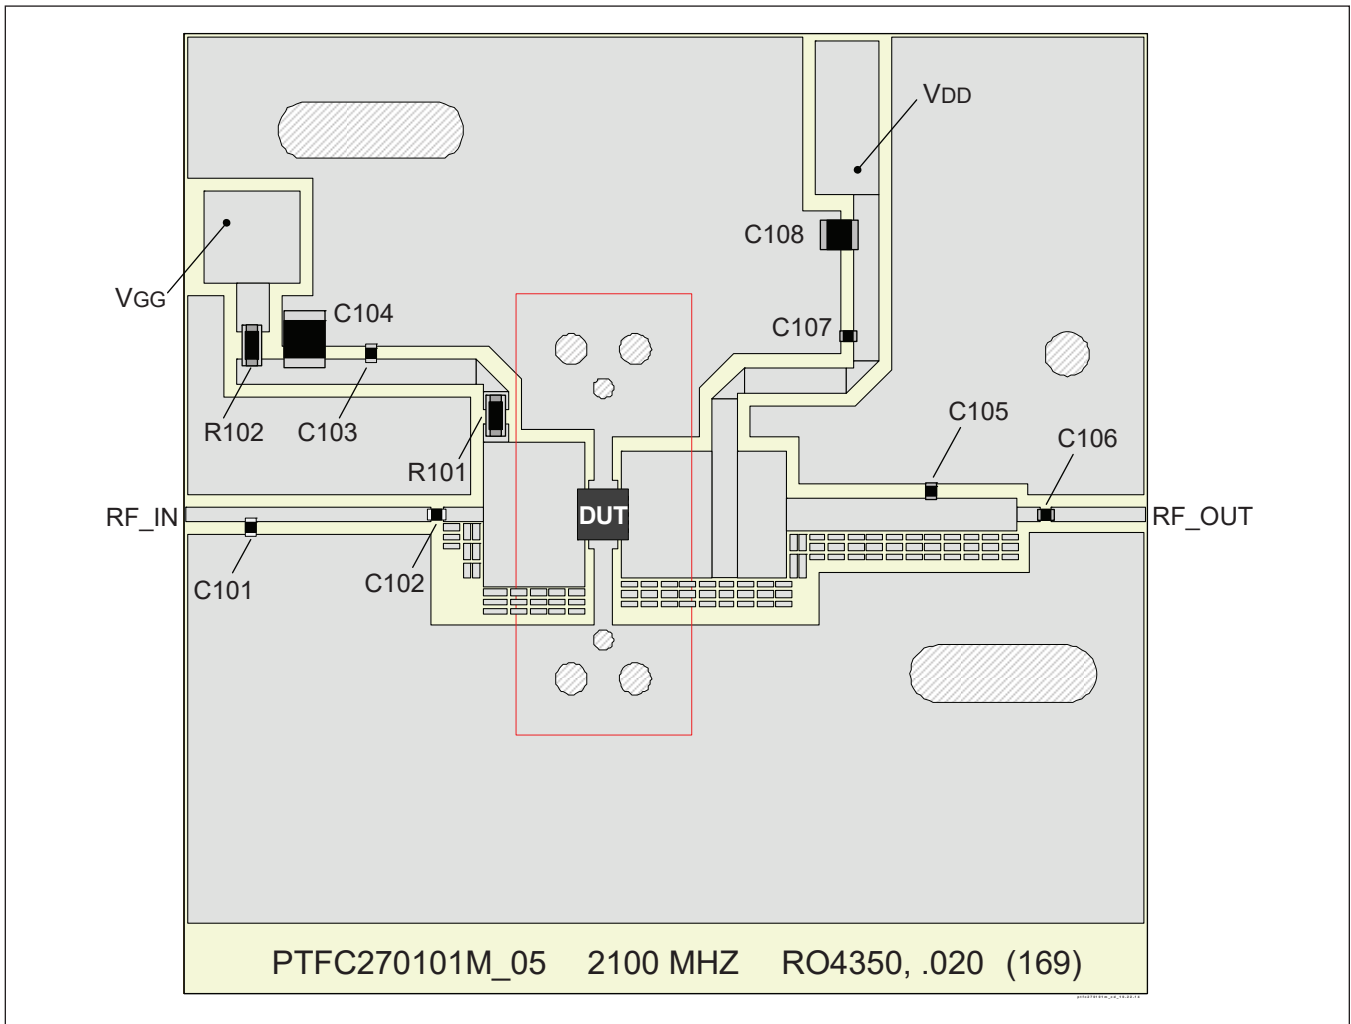 VDD
C108
VGG
C104
C107
R102
C103
C105
C106
R101
RF_IN
DUT
RF_OUT
C101
C102
PTFC270101M_05 2100 MHZ RO4350, .020 (169)